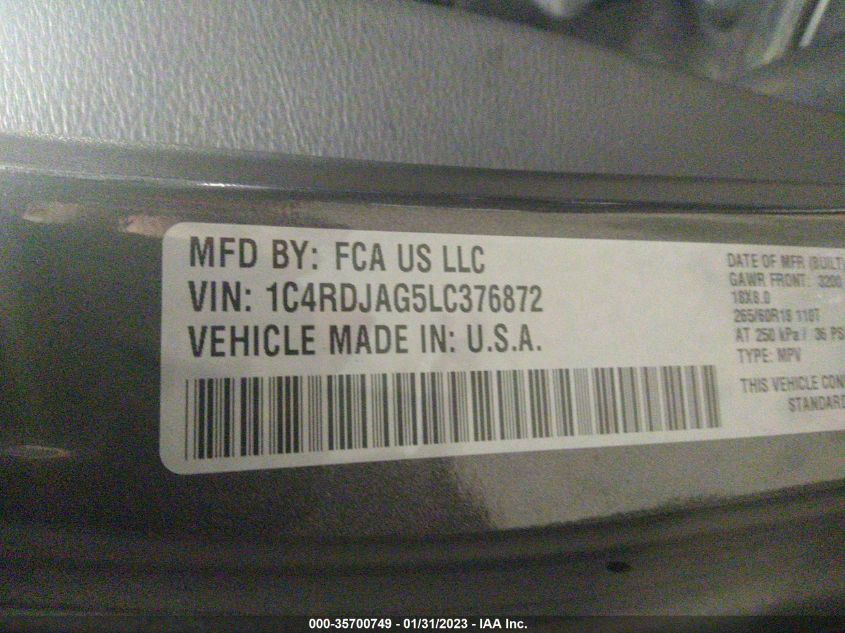 MFD BY: FCA US LLC
VIN: 1C4RDJAG5LC376872
VEHICLE MADE IN: U.S.A.
DATE OF MFR (BUILT)
GAWR FRONT: 3200
18X8.0
265/60R18 110T
AT 250 kPa / 36 PS
TYPE: MPV
THIS VEHICLE CON
STANDARD
000-35700749 - 01/31/2023 - IAA Inc.